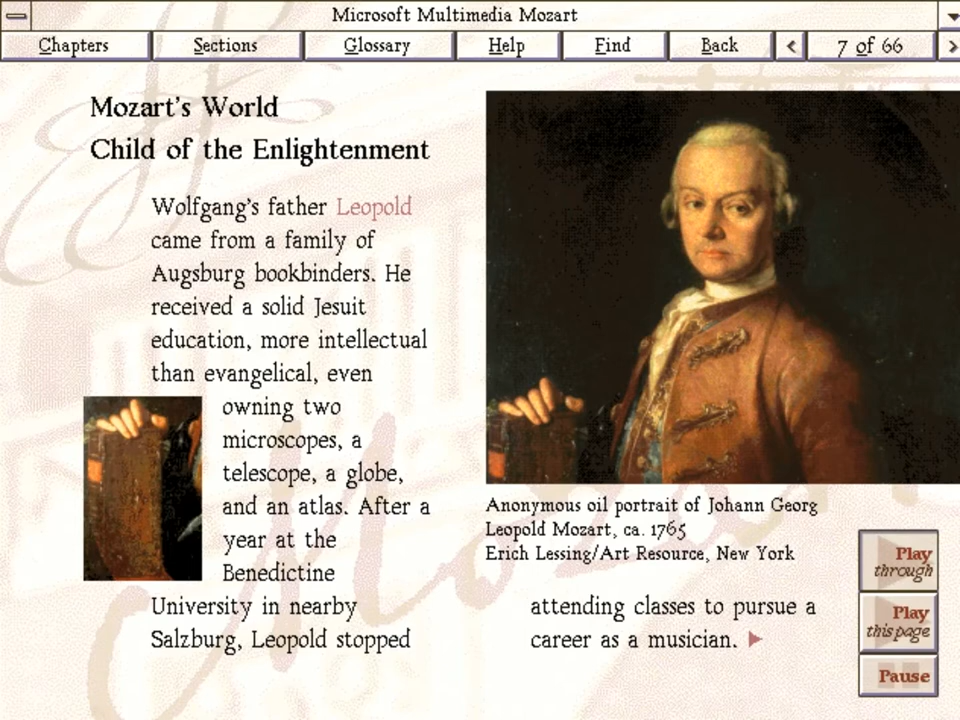 Microsoft Multimedia Mozart
Chapters Sections Glossary Help Find Back < 7 of 66 >
Mozart's World
Child of the Enlightenment
Wolfgang's father Leopold
came from a family of
Augsburg bookbinders. He
received a solid Jesuit
education, more intellectual
than evangelical, even
owning two
microscopes, a
telescope, a globe,
and an atlas. After a
year at the
Benedictine
University in nearby
Salzburg, Leopold stopped
Anonymous oil portrait of Johann Georg
Leopold Mozart, ca. 1765
Erich Lessing/Art Resource, New York
attending classes to pursue a
career as a musician.
Play
through
Play
this page
Pause